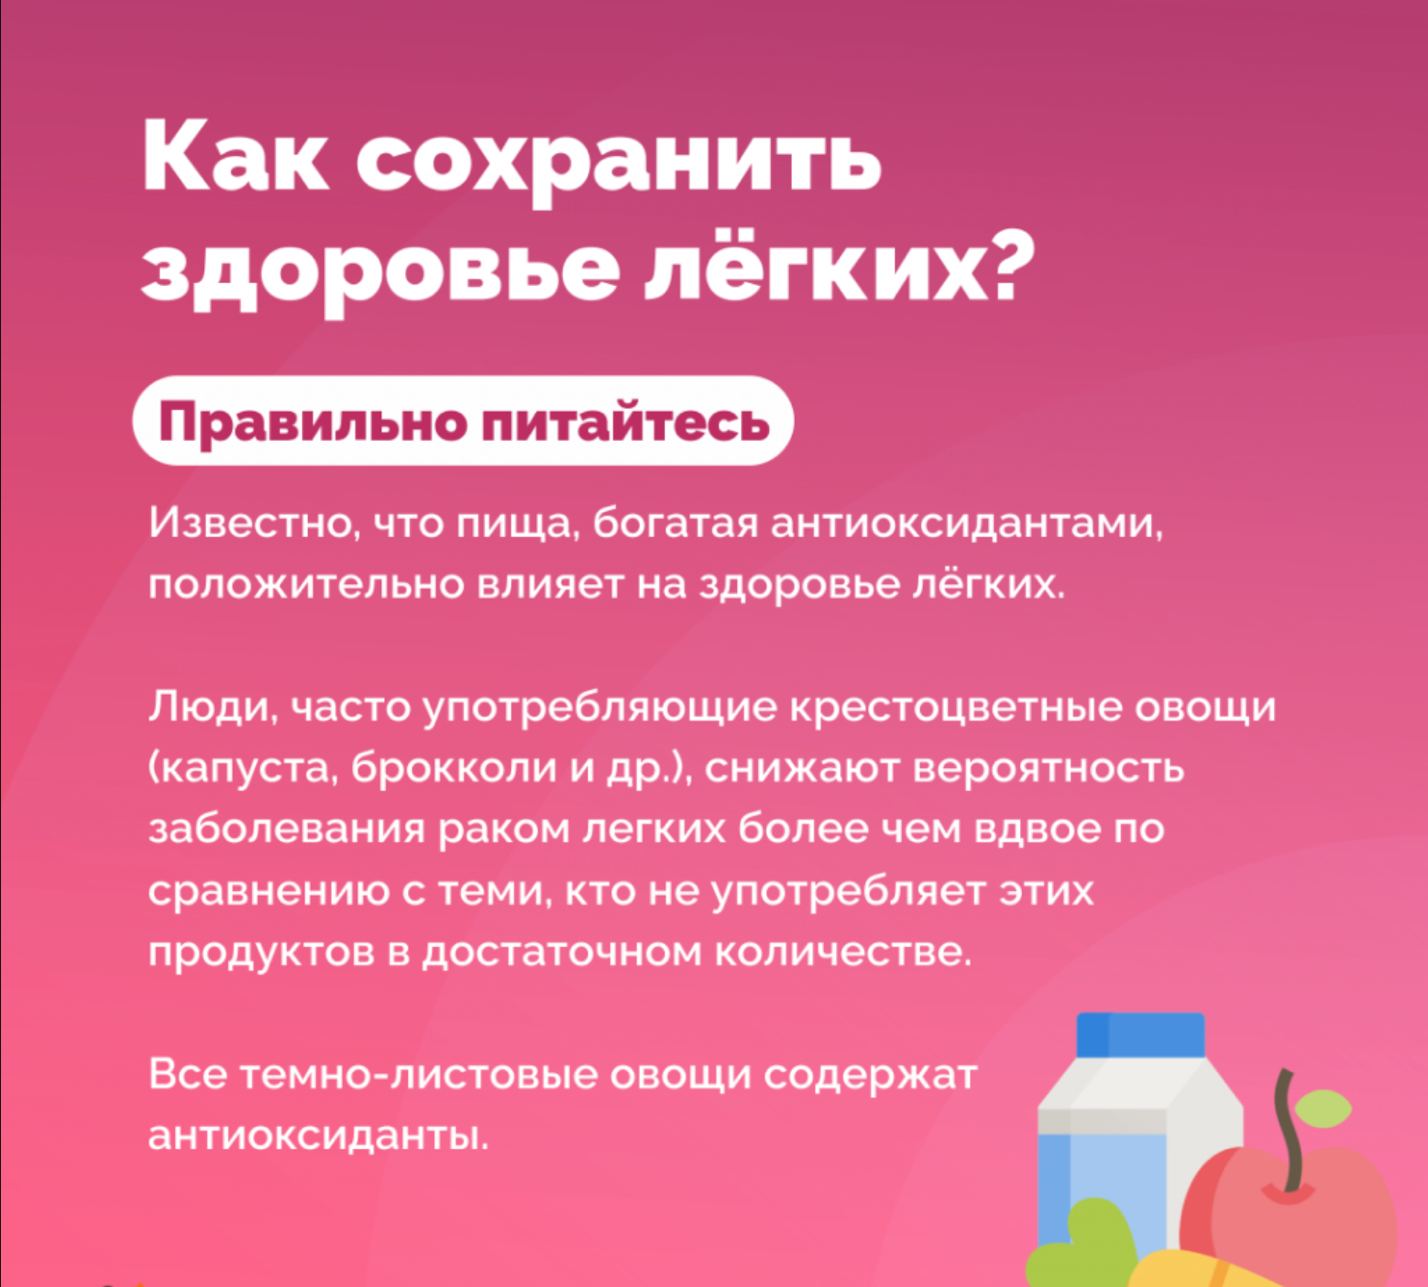 Как сохранить
здоровье лёгких?
Правильно питайтесь
Известно, что пища, богатая антиоксидантами,
положительно влияет на здоровье лёгких.
Люди, часто употребляющие крестоцветные овощи
(капуста, брокколи и др.), снижают вероятность
заболевания раком легких более чем вдвое по
сравнению с теми, кто не употребляет этих
продуктов в достаточном количестве.
Все темно-листовые овощи содержат
антиоксиданты.